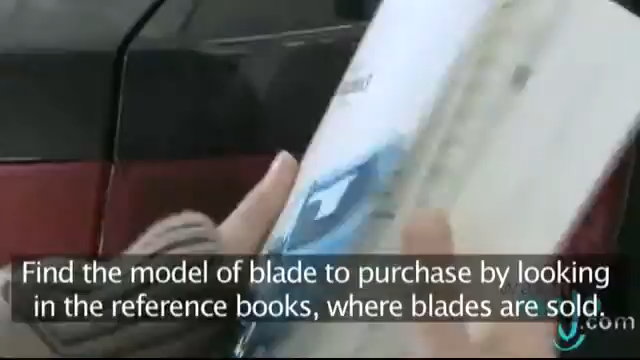 Find the model of blade to purchase by looking
in the reference books, where blades are sold.
.com